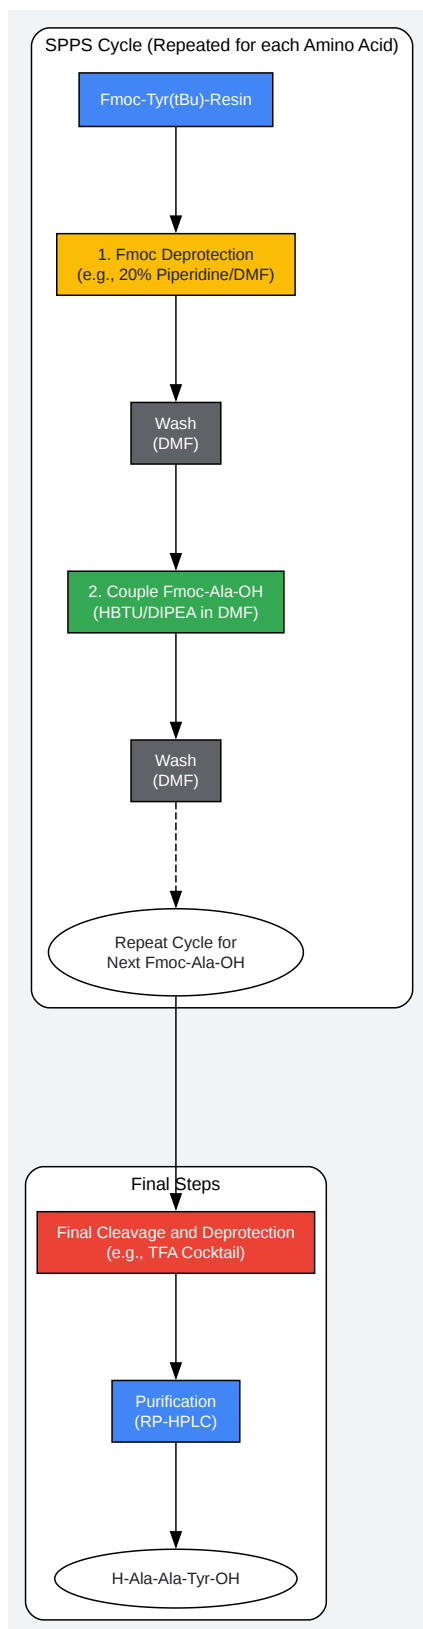 SPPS Cycle (Repeated for each Amino Acid)
Fmoc-Tyr(tBu)-Resin
1. Fmoc Deprotection
(e.g., 20% Piperidine/DMF)
Wash
(DMF)
2. Couple Fmoc-Ala-OH
(HBTU/DIPEA in DMF)
Wash
(DMF)
Repeat Cycle for
Next Fmoc-Ala-OH
Final Steps
Final Cleavage and Deprotection
(e.g., TFA Cocktail)
Purification
(RP-HPLC)
H-Ala-Ala-Tyr-OH